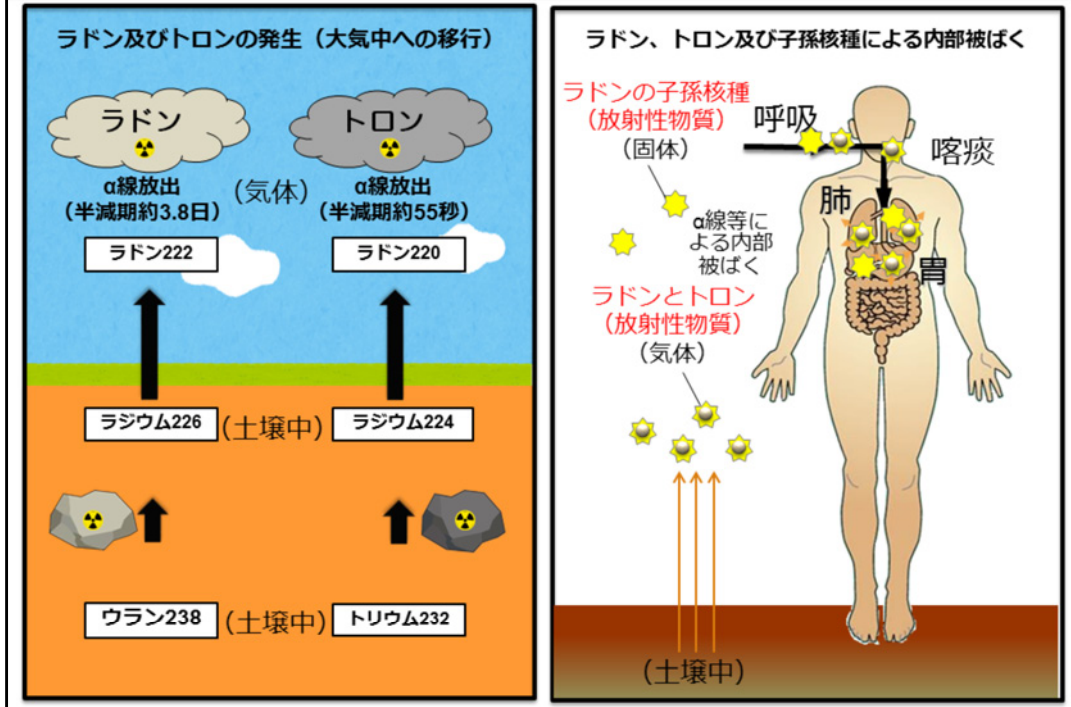 ラドン及びトロンの発生（大気中への移行）
ラドン
トロン
α線放出
（半減期約3.8日）
（気体）
α線放出
（半減期約55秒）
ラドン222
ラドン220
ラジウム226
（土壌中）
ラジウム224
ウラン238
（土壌中）
トリウム232
ラドン、トロン及び子孫核種による内部被ばく
ラドンの子孫核種
（放射性物質）
（固体）
呼吸
喀痰
肺
α線等に
よる内部
被ばく
胃
ラドンとトロン
（放射性物質）
（気体）
（土壌中）